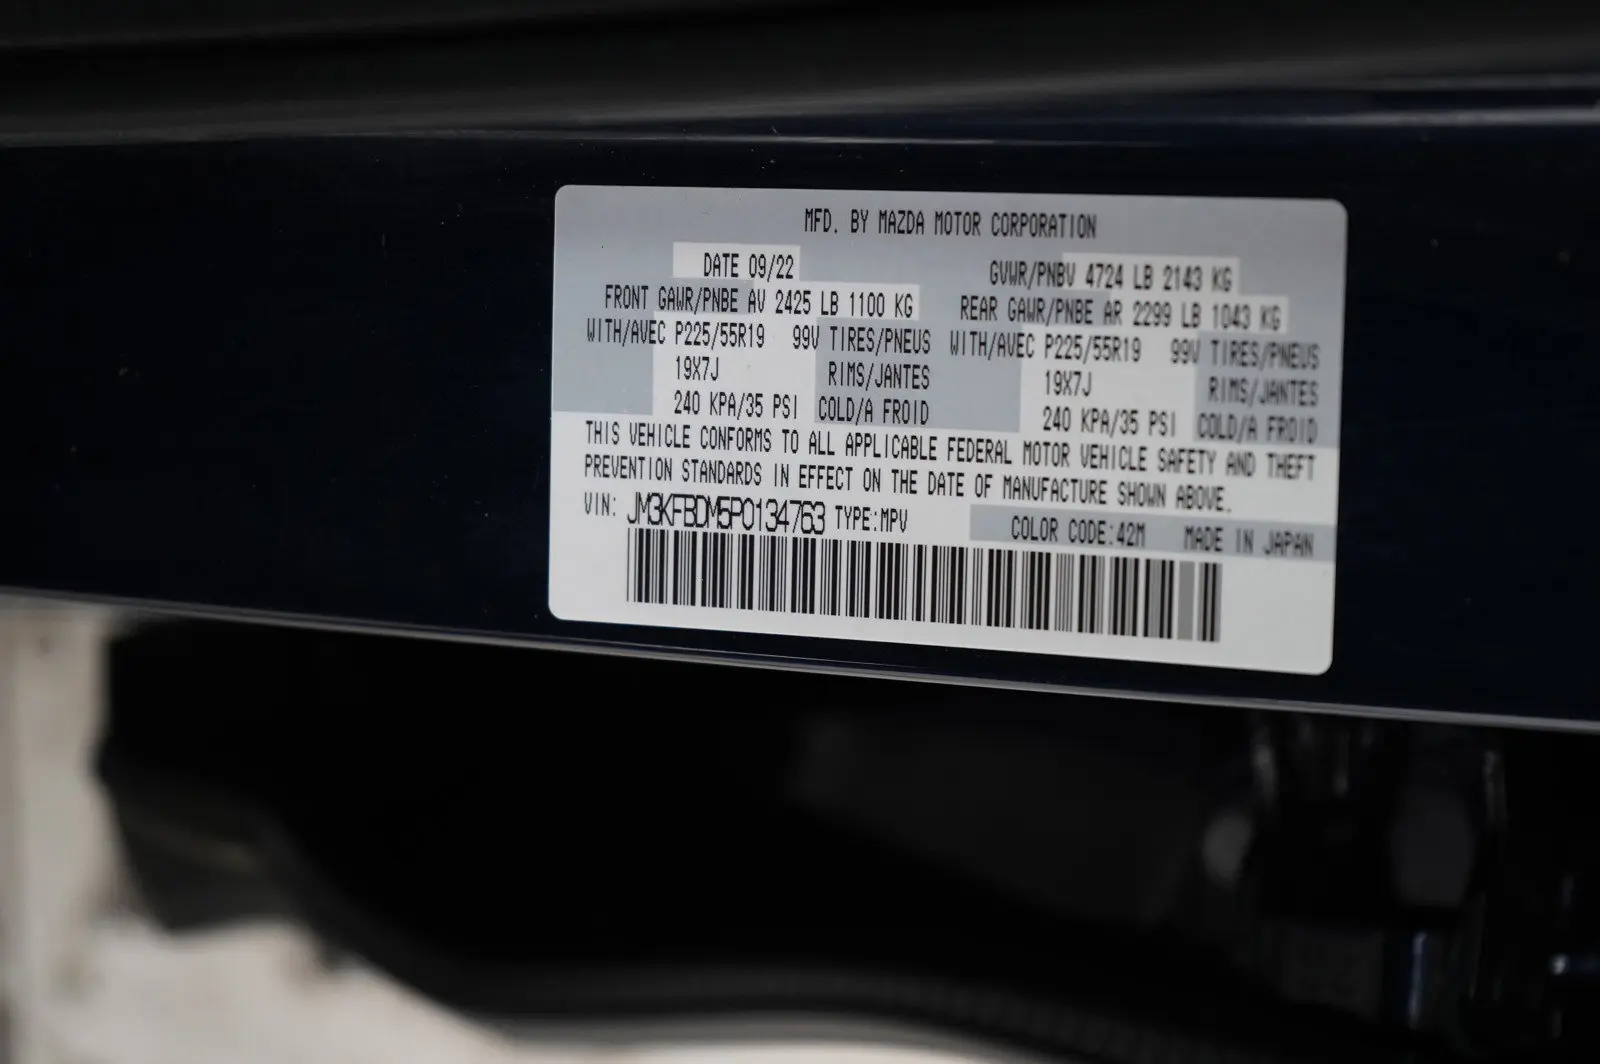 MFD. BY MAZDA MOTOR CORPORATION
DATE 09/22 GVWR/PNBV 4724 LB 2143 KG
FRONT GAWR/PNBE AV 2425 LB 1100 KG REAR GAWR/PNBE AR 2299 LB 1043 KG
WITH/AVEC P225/55R19 99V TIRES/PNEUS WITH/AVEC P225/55R19 99V TIRES/PNEUS
19X7J RIMS/JANTES 19X7J RIMS/JANTES
240 KPA/35 PSI COLD/A FROID 240 KPA/35 PSI COLD/A FROID
THIS VEHICLE CONFORMS TO ALL APPLICABLE FEDERAL MOTOR VEHICLE SAFETY AND THEFT
PREVENTION STANDARDS IN EFFECT ON THE DATE OF MANUFACTURE SHOWN ABOVE.
VIN: JM3KFBDM5P0134763 TYPE:MPV COLOR CODE:42M MADE IN JAPAN